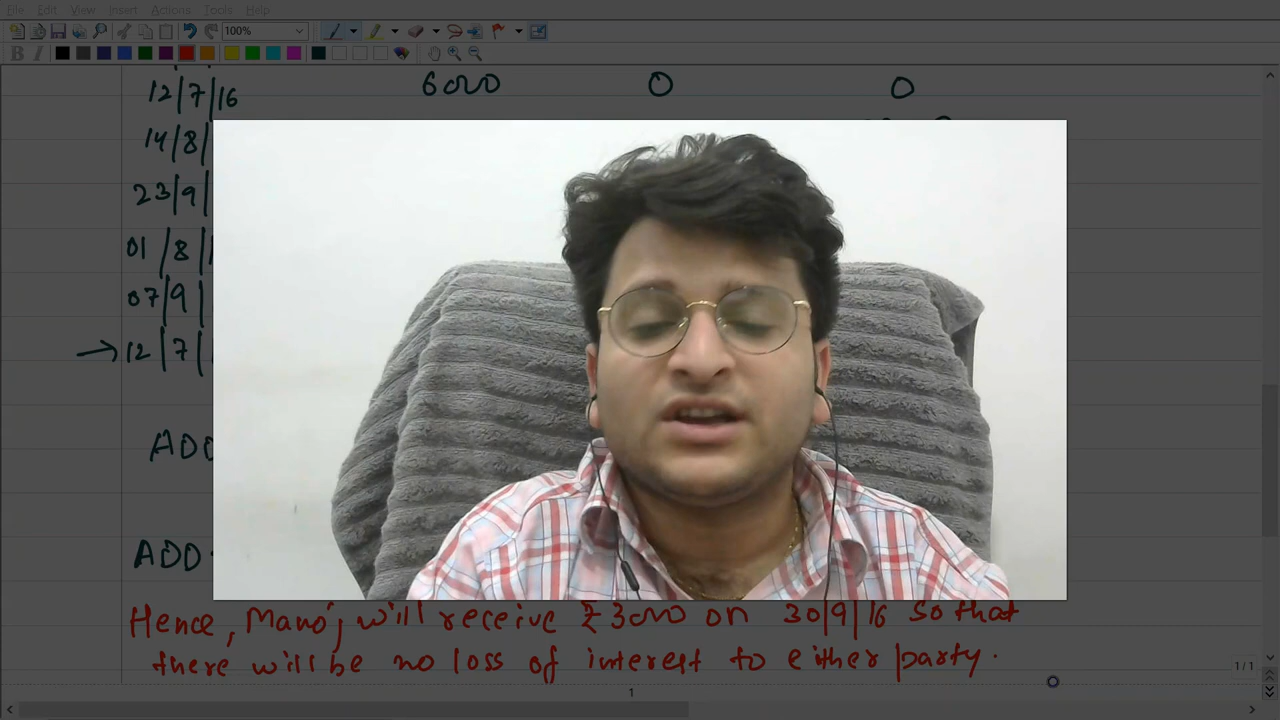 File Edit View Insert Actions Tools Help
100%
B I
12|7|16 6000 0 0
14|8|
23|9|
01|8|
07|9|
→12|7|
ADD
ADD
Hence, Manoj will receive ₹3000 on 30|9|16 so that
there will be no loss of interest to either party.
1/1
1